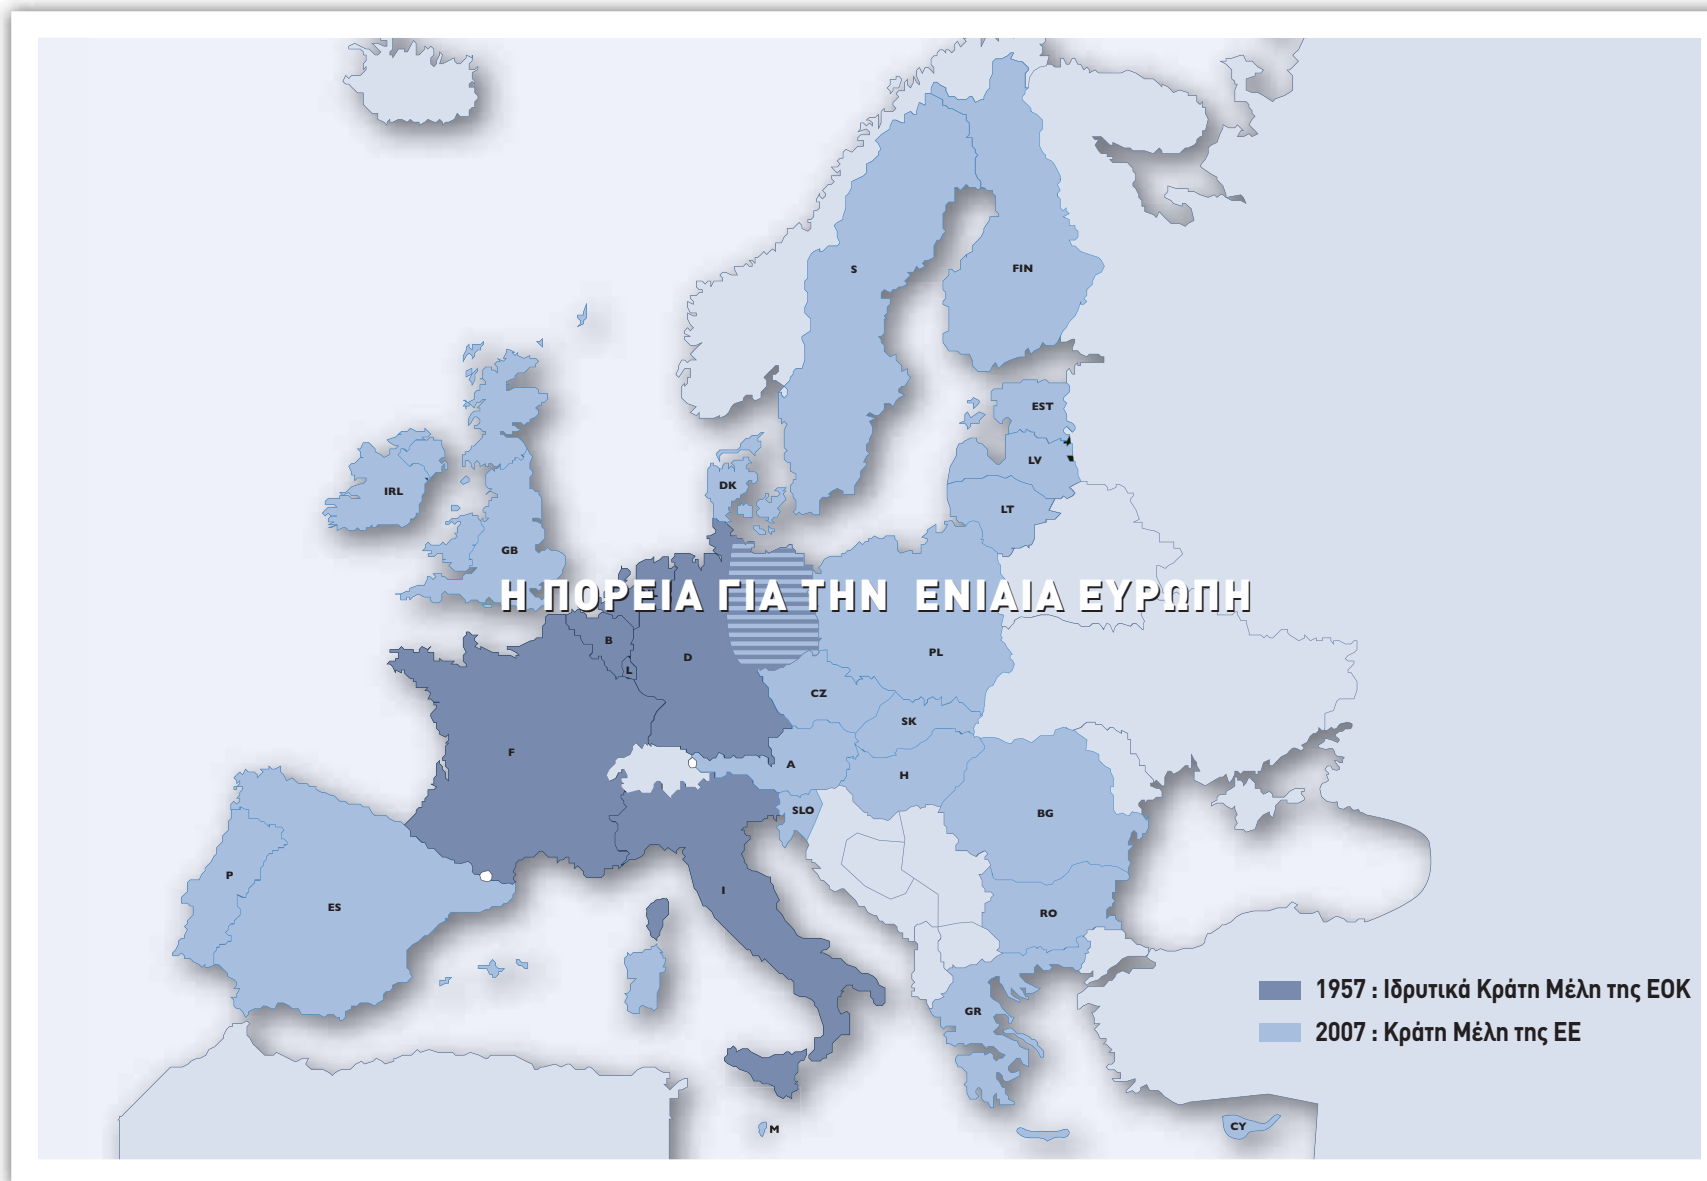 S
FIN
EST
LV
IRL
DK
LT
GB
Η ΠΟΡΕΙΑ ΓΙΑ ΤΗΝ ΕΝΙΑΙΑ ΕΥΡΩΠΗ
B
D
PL
L
CZ
SK
F
A
H
SLO
BG
P
I
ES
RO
1957 : Ιδρυτικά Κράτη Μέλη της ΕΟΚ
GR
2007 : Κράτη Μέλη της ΕΕ
M
CY